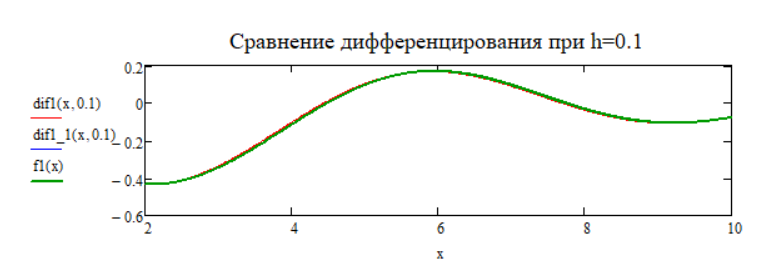 Сравнение дифференцирования при h=0.1
dif1(x, 0.1)
dif1_1(x, 0.1)
f1(x)
0.2
0
− 0.2
− 0.4
− 0.6
2
4
6
8
10
x